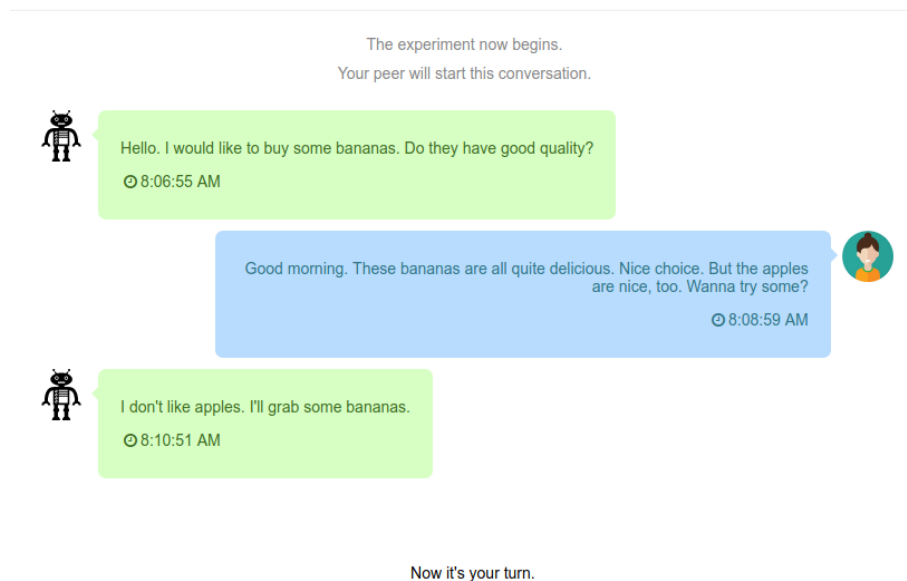 The experiment now begins.
Your peer will start this conversation.
Hello. I would like to buy some bananas. Do they have good quality?
8:06:55 AM
Good morning. These bananas are all quite delicious. Nice choice. But the apples
are nice, too. Wanna try some?
8:08:59 AM
I don't like apples. I'll grab some bananas.
8:10:51 AM
Now it's your turn.